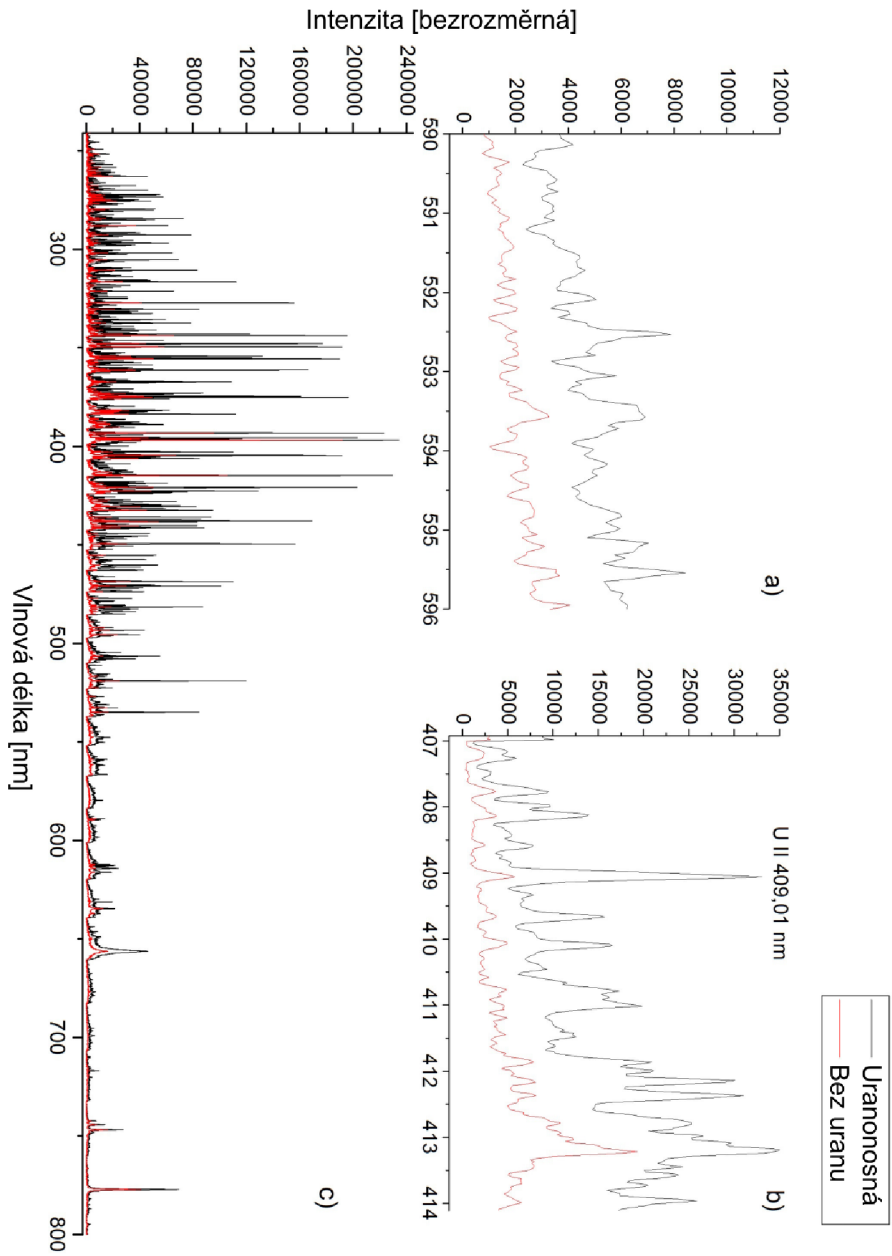 Uranonosná
Bez uranu
Intenzita [bezrozměrná]
12000
10000
8000
6000
4000
2000
590 591 592 593 594 595 596
a)
35000
30000
25000
20000
15000
10000
5000
0
407 408 409 410 411 412 413 414
U II 409,01 nm
b)
240000
200000
160000
120000
80000
40000
0
300 400 500 600 700 800
c)
Vlnová délka [nm]